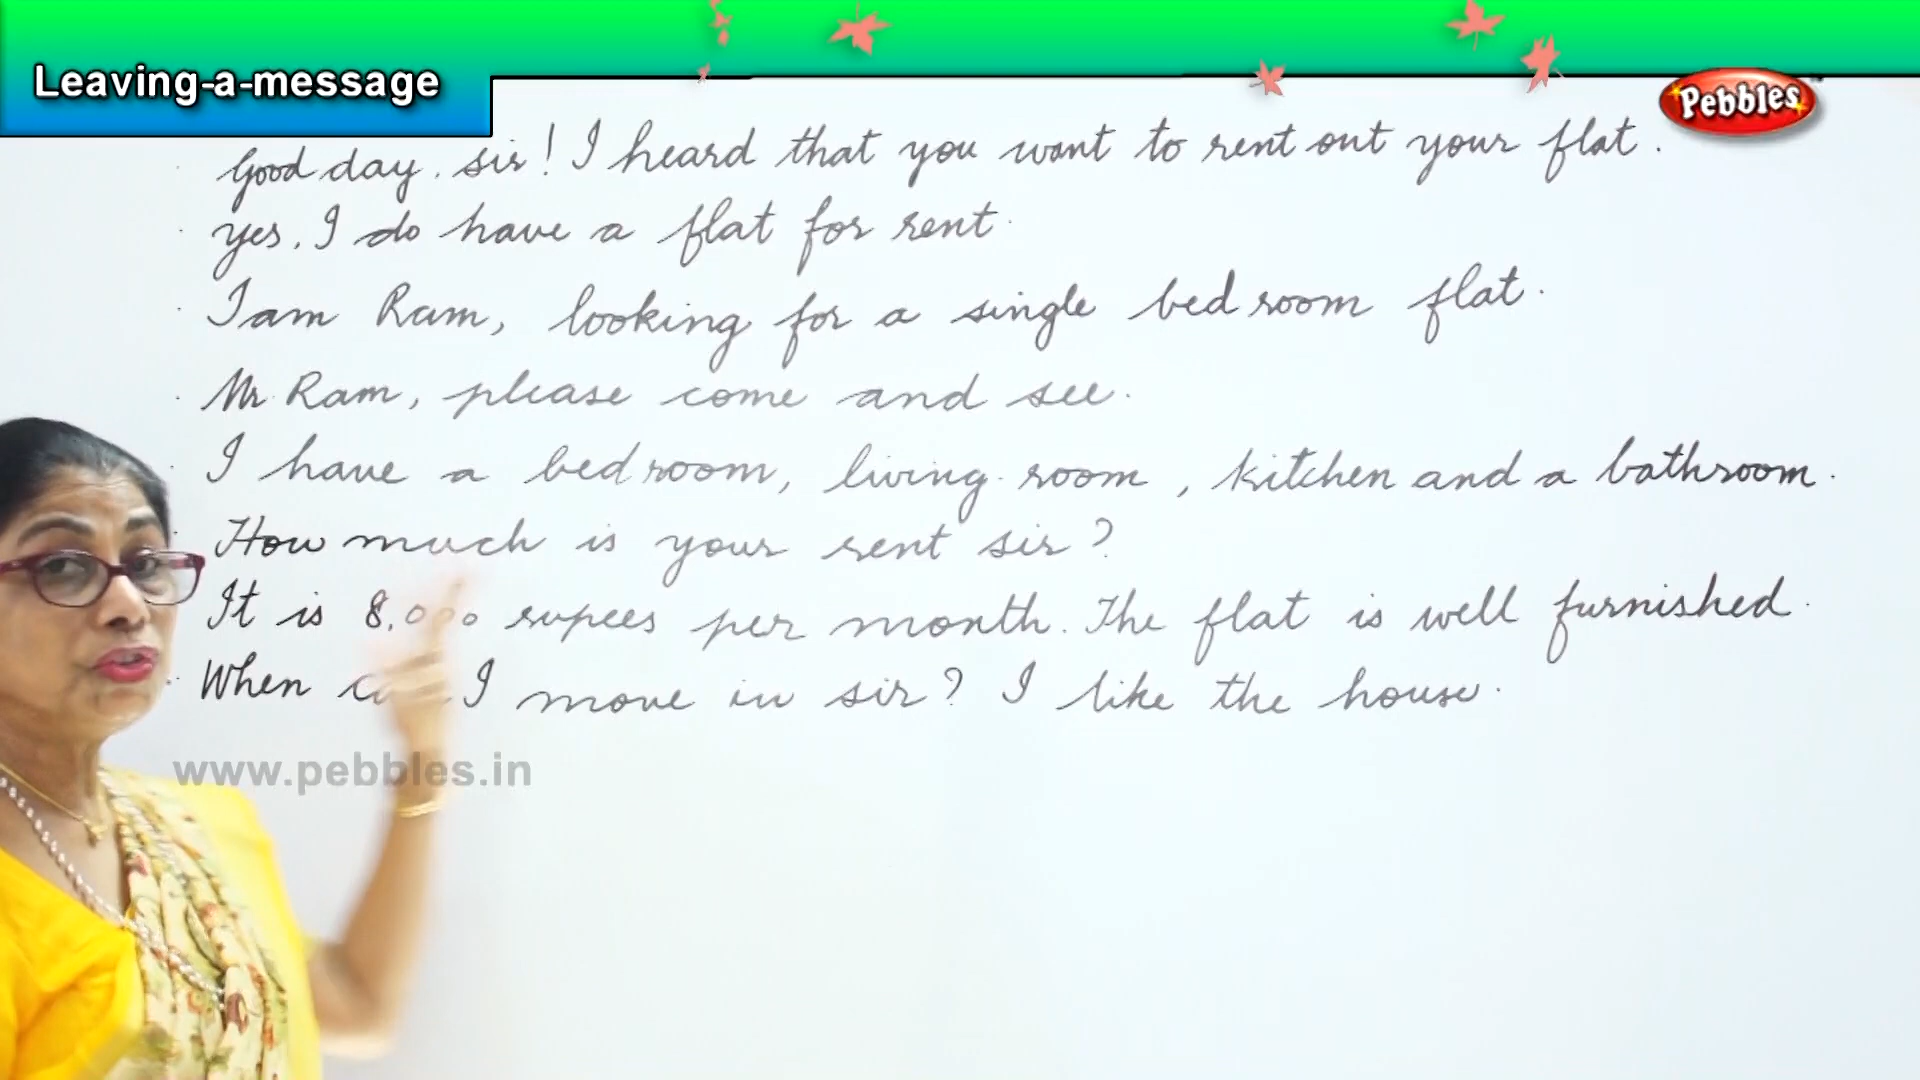 Leaving-a-message
Pebbles
Good day, sir! I heard that you want to rent out your flat.
yes, I do have a flat for rent.
I am Ram, looking for a single bed room flat.
Mr Ram, please come and see.
I have a bedroom, living room, kitchen and a bathroom.
How much is your rent sir?
It is 8,000 rupees per month. The flat is well furnished.
When I move in sir? I like the house.
www.pebbles.in